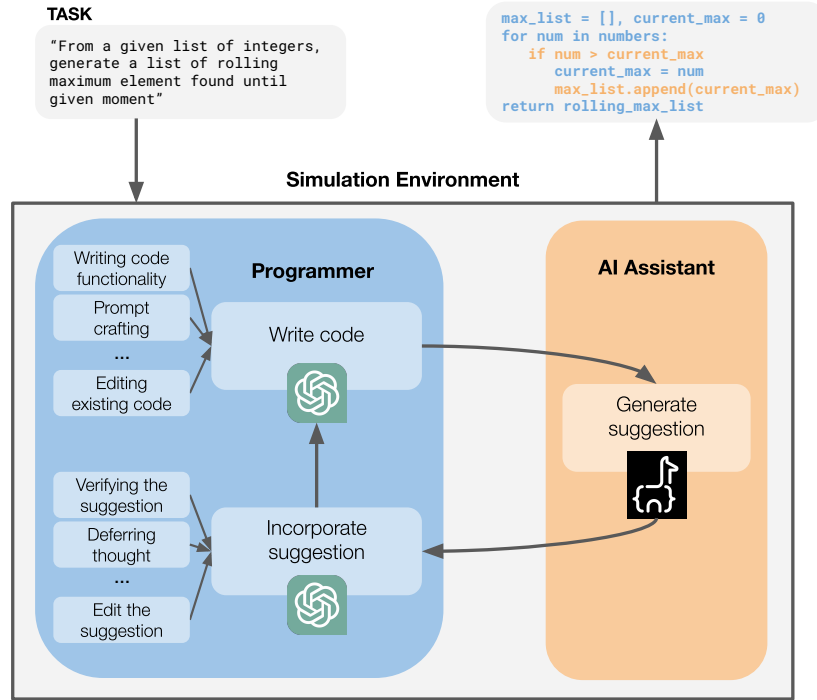 TASK
“From a given list of integers,
generate a list of rolling
maximum element found until
given moment”
max_list = [], current_max = 0
for num in numbers:
if num > current_max
current_max = num
max_list.append(current_max)
return rolling_max_list
Simulation Environment
Programmer
Writing code
functionality
Prompt
crafting
...
Editing
existing code
Write code
Verifying the
suggestion
Deferring
thought
...
Edit the
suggestion
Incorporate
suggestion
AI Assistant
Generate
suggestion